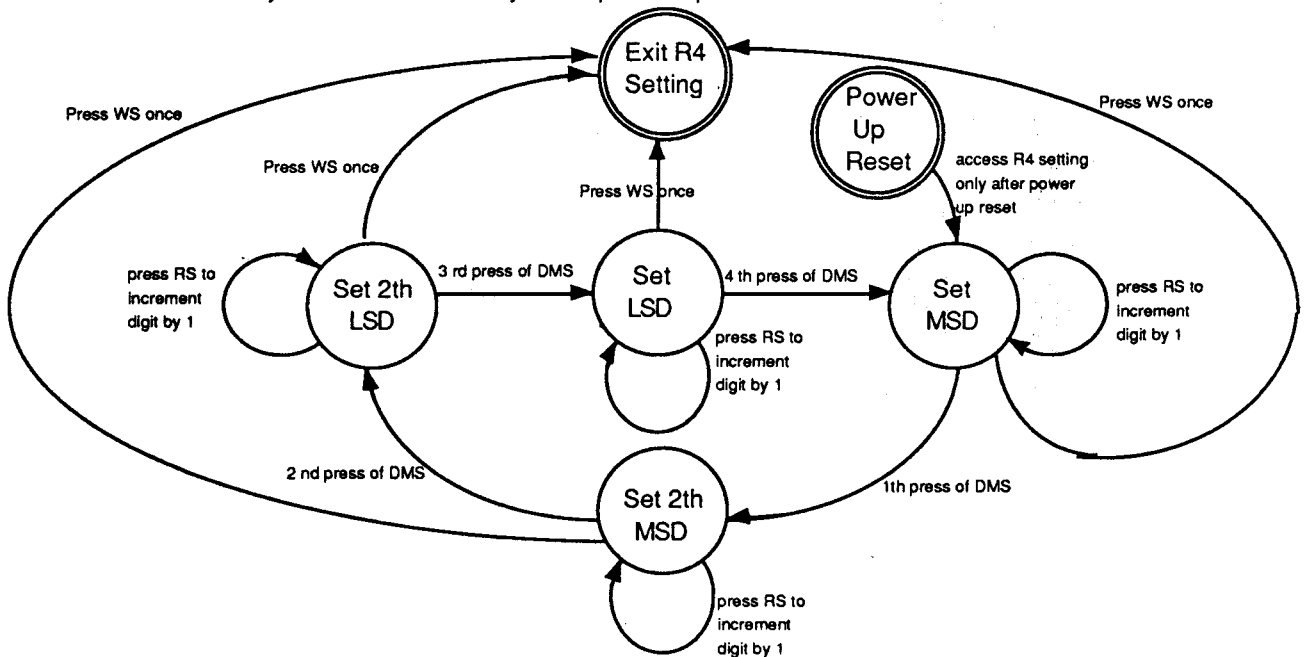 Exit R4
Setting
Power
Up
Reset
Press WS once
Press WS once
Press WS once
Press WS once
access R4 setting
only after power
up reset
press RS to
increment
digit by 1
Set 2th
LSD
3 rd press of DMS
Set
LSD
4 th press of DMS
Set
MSD
press RS to
increment
digit by 1
press RS to
increment
digit by 1
2 nd press of DMS
1th press of DMS
Set 2th
MSD
press RS to
increment
digit by 1